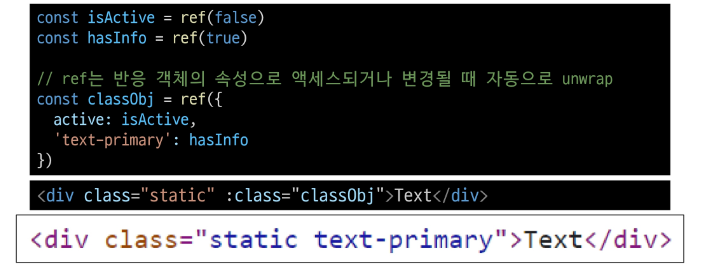 const isActive = ref(false)
const hasInfo = ref(true)

// ref는 반응 객체의 속성으로 액세스되거나 변경될 때 자동으로 unwrap
const classObj = ref({
  active: isActive,
  'text-primary': hasInfo
})
<div class="static" :class="classObj">Text</div>
<div class="static text-primary">Text</div>